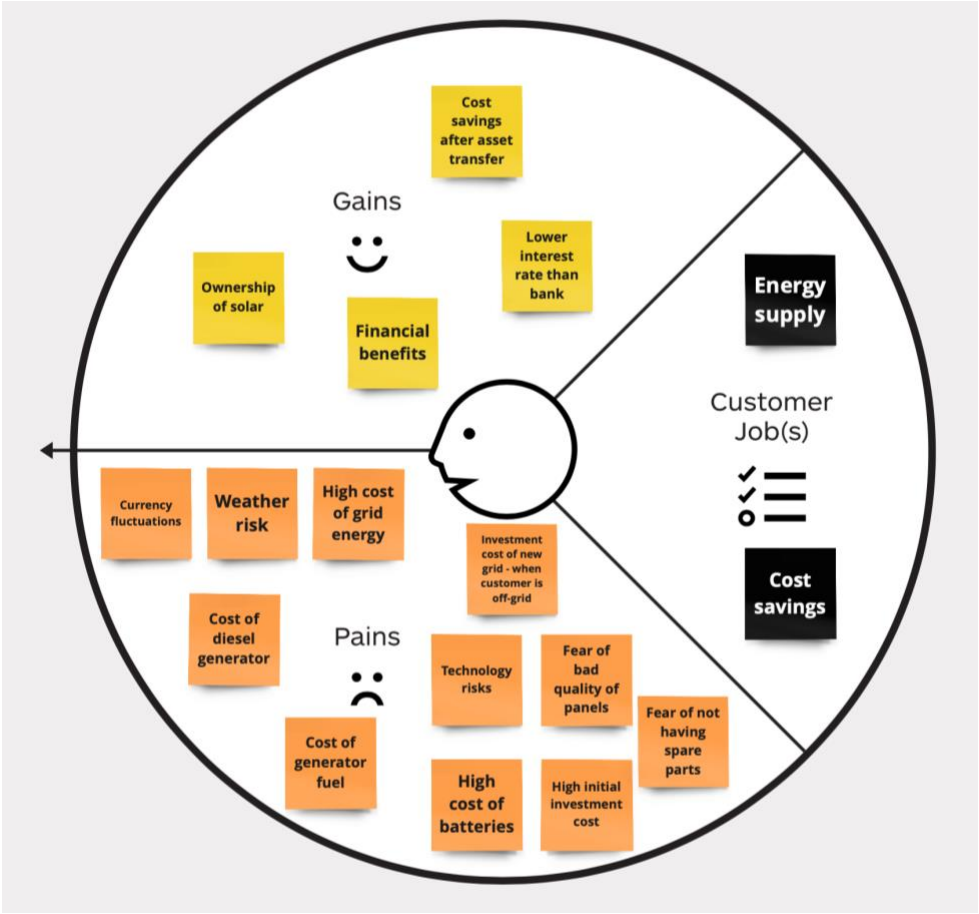 Cost
savings
after asset
transfer
Gains
Lower
interest
rate than
bank
Ownership
of solar
Financial
benefits
Energy
supply
Customer
Job(s)
Cost
savings
Currency
fluctuations
Weather
risk
High cost
of grid
energy
Investment
cost of new
grid - when
customer is
off-grid
Cost of
diesel
generator
Pains
Technology
risks
Fear of
bad
quality of
panels
Fear of not
having
spare
parts
Cost of
generator
fuel
High
cost of
batteries
High initial
investment
cost